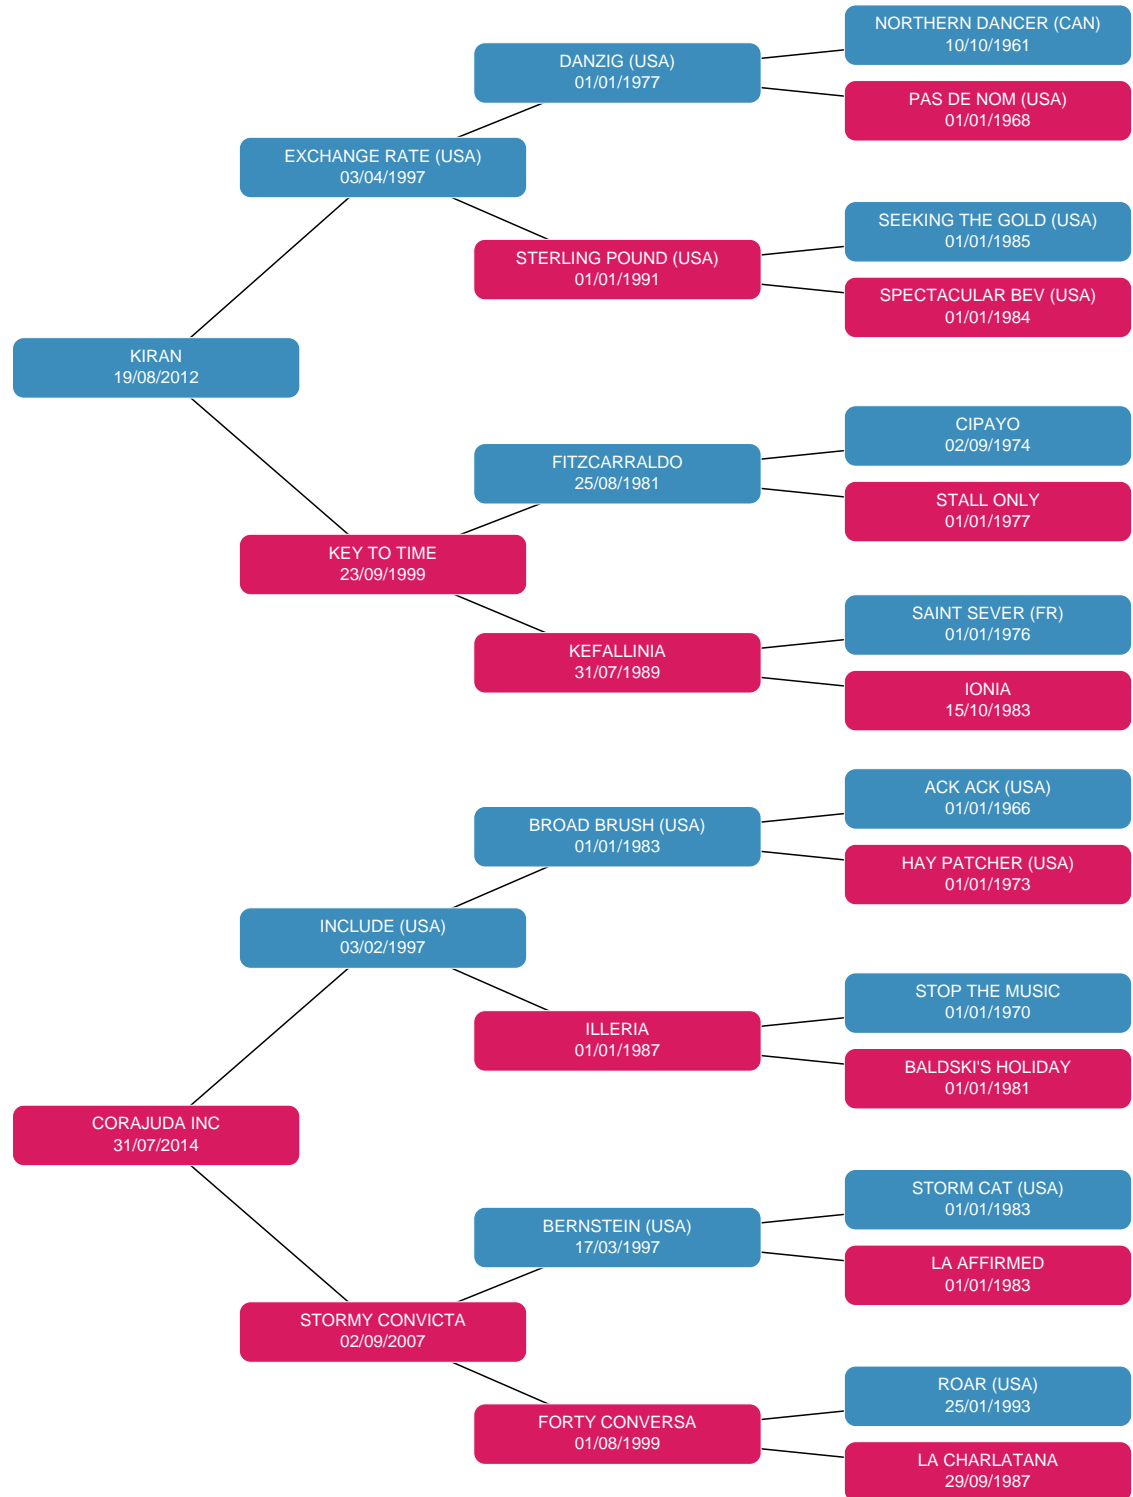 NORTHERN DANCER (CAN)
10/10/1961
DANZIG (USA)
01/01/1977
PAS DE NOM (USA)
01/01/1968
EXCHANGE RATE (USA)
03/04/1997
SEEKING THE GOLD (USA)
01/01/1985
STERLING POUND (USA)
01/01/1991
SPECTACULAR BEV (USA)
01/01/1984
KIRAN
19/08/2012
CIPAYO
02/09/1974
FITZCARRALDO
25/08/1981
STALL ONLY
01/01/1977
KEY TO TIME
23/09/1999
SAINT SEVER (FR)
01/01/1976
KEFALLINIA
31/07/1989
IONIA
15/10/1983
ACK ACK (USA)
01/01/1966
BROAD BRUSH (USA)
01/01/1983
HAY PATCHER (USA)
01/01/1973
INCLUDE (USA)
03/02/1997
STOP THE MUSIC
01/01/1970
ILLERIA
01/01/1987
BALDSKI'S HOLIDAY
01/01/1981
CORAJUDA INC
31/07/2014
STORM CAT (USA)
01/01/1983
BERNSTEIN (USA)
17/03/1997
LA AFFIRMED
01/01/1983
STORMY CONVICTA
02/09/2007
ROAR (USA)
25/01/1993
FORTY CONVERSA
01/08/1999
LA CHARLATANA
29/09/1987